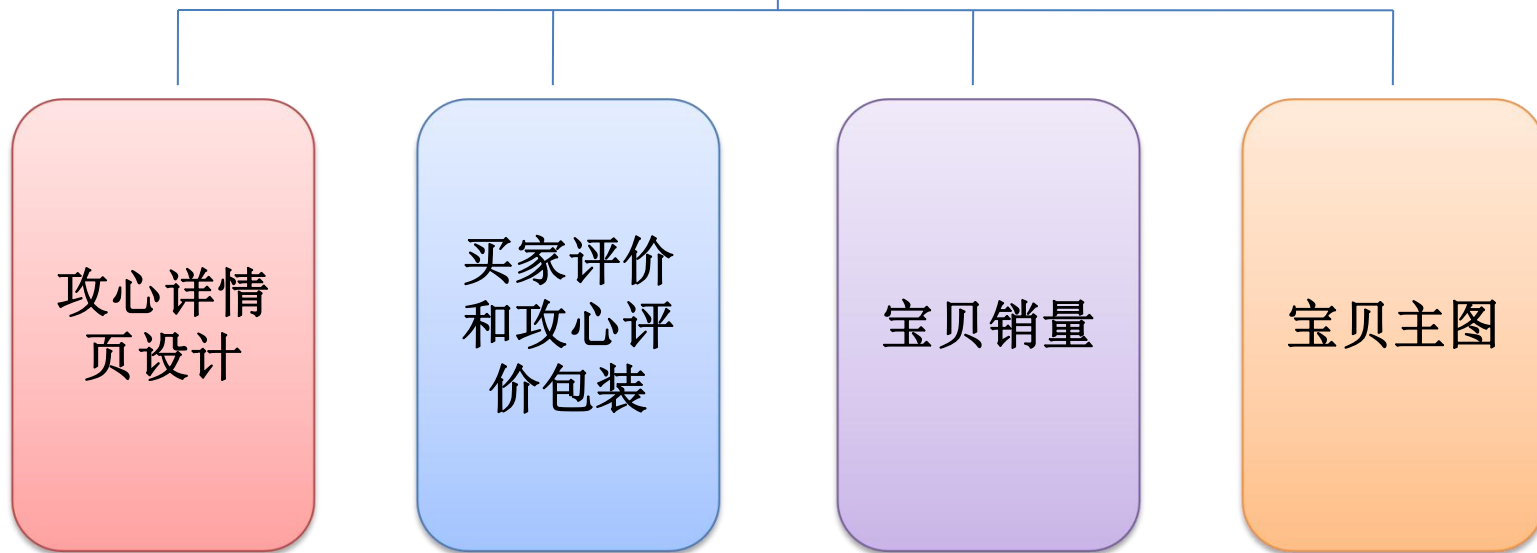 攻心详情
页设计
买家评价
和攻心评
价包装
宝贝销量
宝贝主图